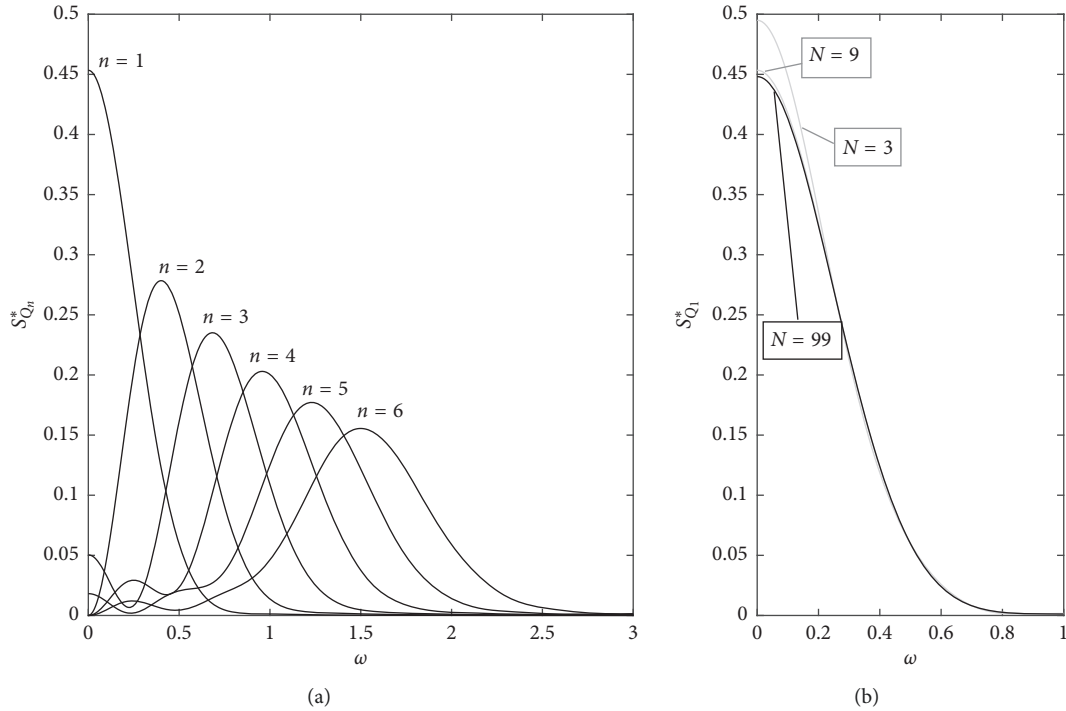 0.5
0.45
0.4
0.35
0.3
0.25
0.2
0.15
0.1
0.05
0
S*Qn
n = 1
n = 2
n = 3
n = 4
n = 5
n = 6
0 0.5 1 1.5 2 2.5 3
ω
(a)
0.5
0.45
0.4
0.35
0.3
0.25
0.2
0.15
0.1
0.05
0
S*Q1
N = 9
N = 3
N = 99
0 0.2 0.4 0.6 0.8 1
ω
(b)